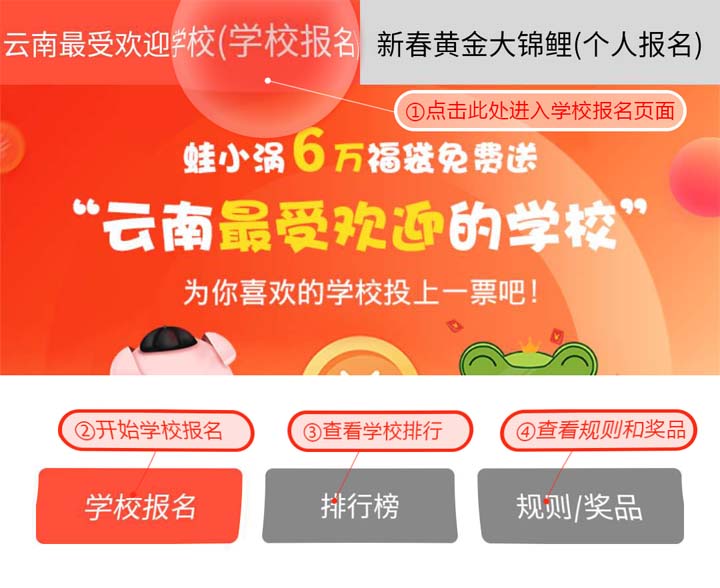 云南最受欢迎学校(学校报名)
新春黄金大锦鲤(个人报名)
①点击此处进入学校报名页面
蛙小涡6万福袋免费送
“云南最受欢迎的学校”
为你喜欢的学校投上一票吧！
②开始学校报名
③查看学校排行
④查看规则和奖品
学校报名
排行榜
规则/奖品